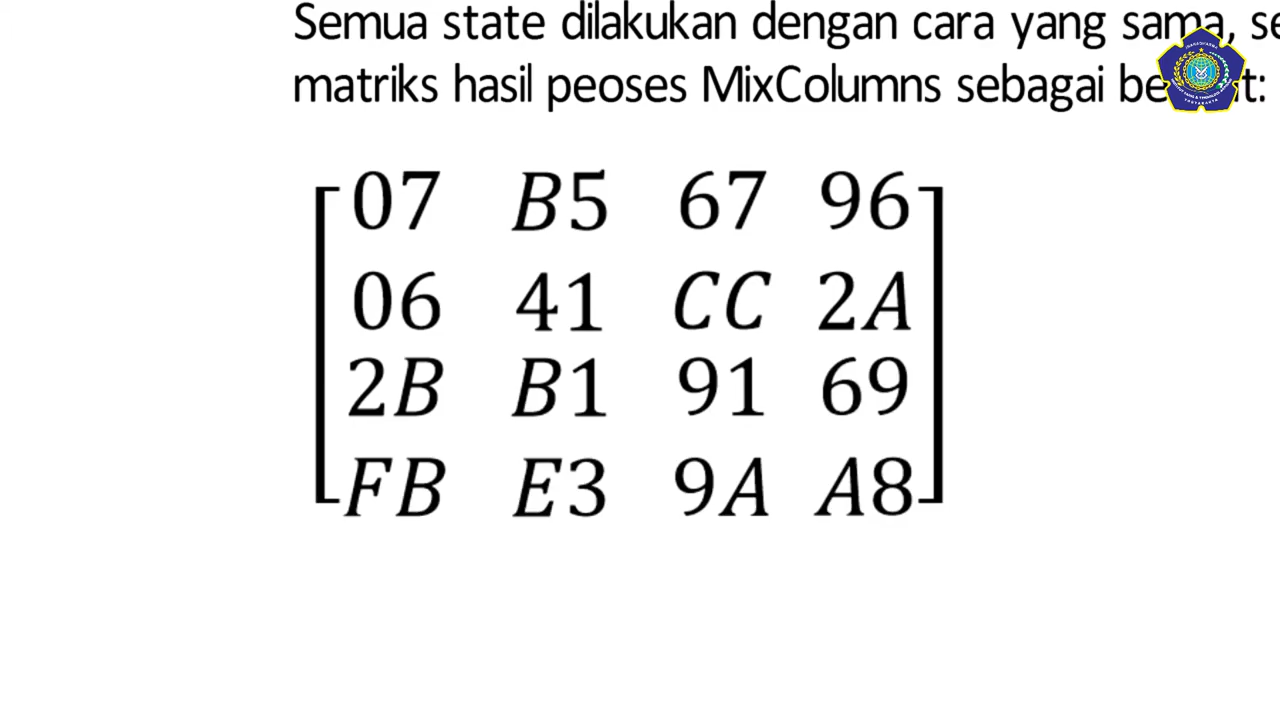 Semua state dilakukan dengan cara yang sama,
matriks hasil peoses MixColumns sebagai
07 B5 67 96
06 41 CC 2A
2B B1 91 69
FB E3 9A A8